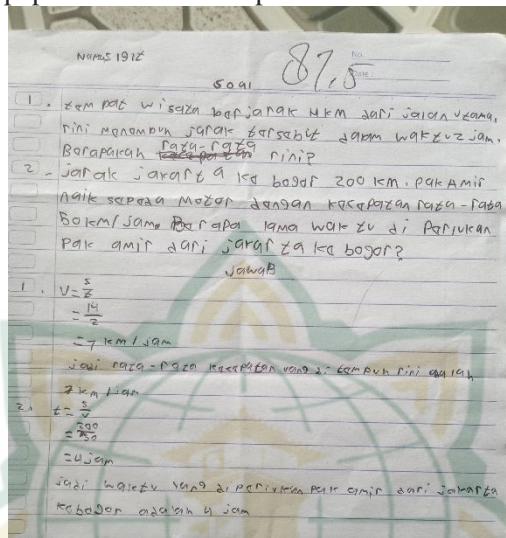 No.
Date:
87,5
soal
1. tempat wisata berjarak 14 KM dari jalan utama,
rini menempuh jarak tersebut dalam waktu 2 jam.
Berapakah rata-rata rini?
2. jarak jakarta ke bogor 200 km. pak Amir
naik sepeda motor dengan kecepatan rata-rata
50 km/jam. Berapa lama waktu di perlukan
pak amir dari jakarta ke bogor?
Jawab
1. V = s/t
= 14/2
= 7 km/jam
jadi rata-rata kecepatan yang di tempuh rini adalah
7 km/jam
2. t = s/v
= 200/50
= 4 jam
jadi waktu yang di perlukan pak amir dari jakarta
ke bogor adalah 4 jam